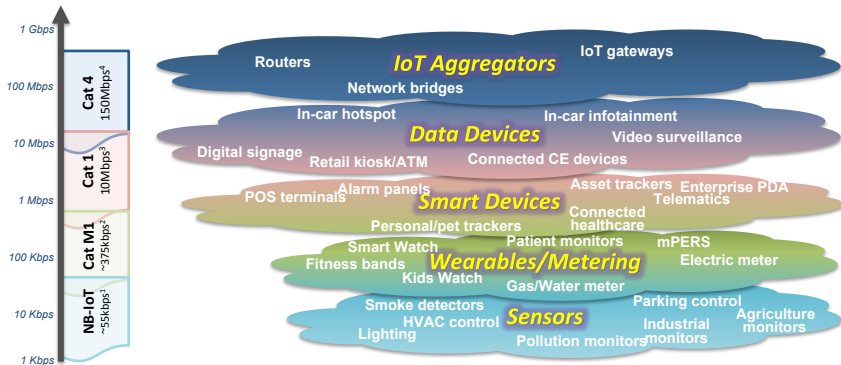 1 Gbps
100 Mbps
10 Mbps
1 Mbps
100 Kbps
10 Kbps
1 Kbps
Cat 4
150Mbps⁴
Cat 1
10Mbps³
Cat M1
~375kbps²
NB-IoT
~55kbps¹
IoT Aggregators
Routers
IoT gateways
Network bridges
Data Devices
In-car hotspot
In-car infotainment
Video surveillance
Digital signage
Retail kiosk/ATM
Connected CE devices
Smart Devices
POS terminals
Alarm panels
Asset trackers
Enterprise PDA
Telematics
Personal/pet trackers
Connected
healthcare
Wearables/Metering
Smart Watch
Patient monitors
mPERS
Fitness bands
Electric meter
Kids Watch
Gas/Water meter
Sensors
Smoke detectors
Parking control
HVAC control
Lighting
Pollution monitors
Industrial
monitors
Agriculture
monitors